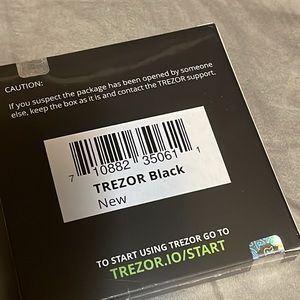 CAUTION:
If you suspect the package has been opened by someone
else, keep the box as it is and contact the TREZOR support.
7 10882 35061 1
TREZOR Black
New
TO START USING TREZOR GO TO
TREZOR.IO/START